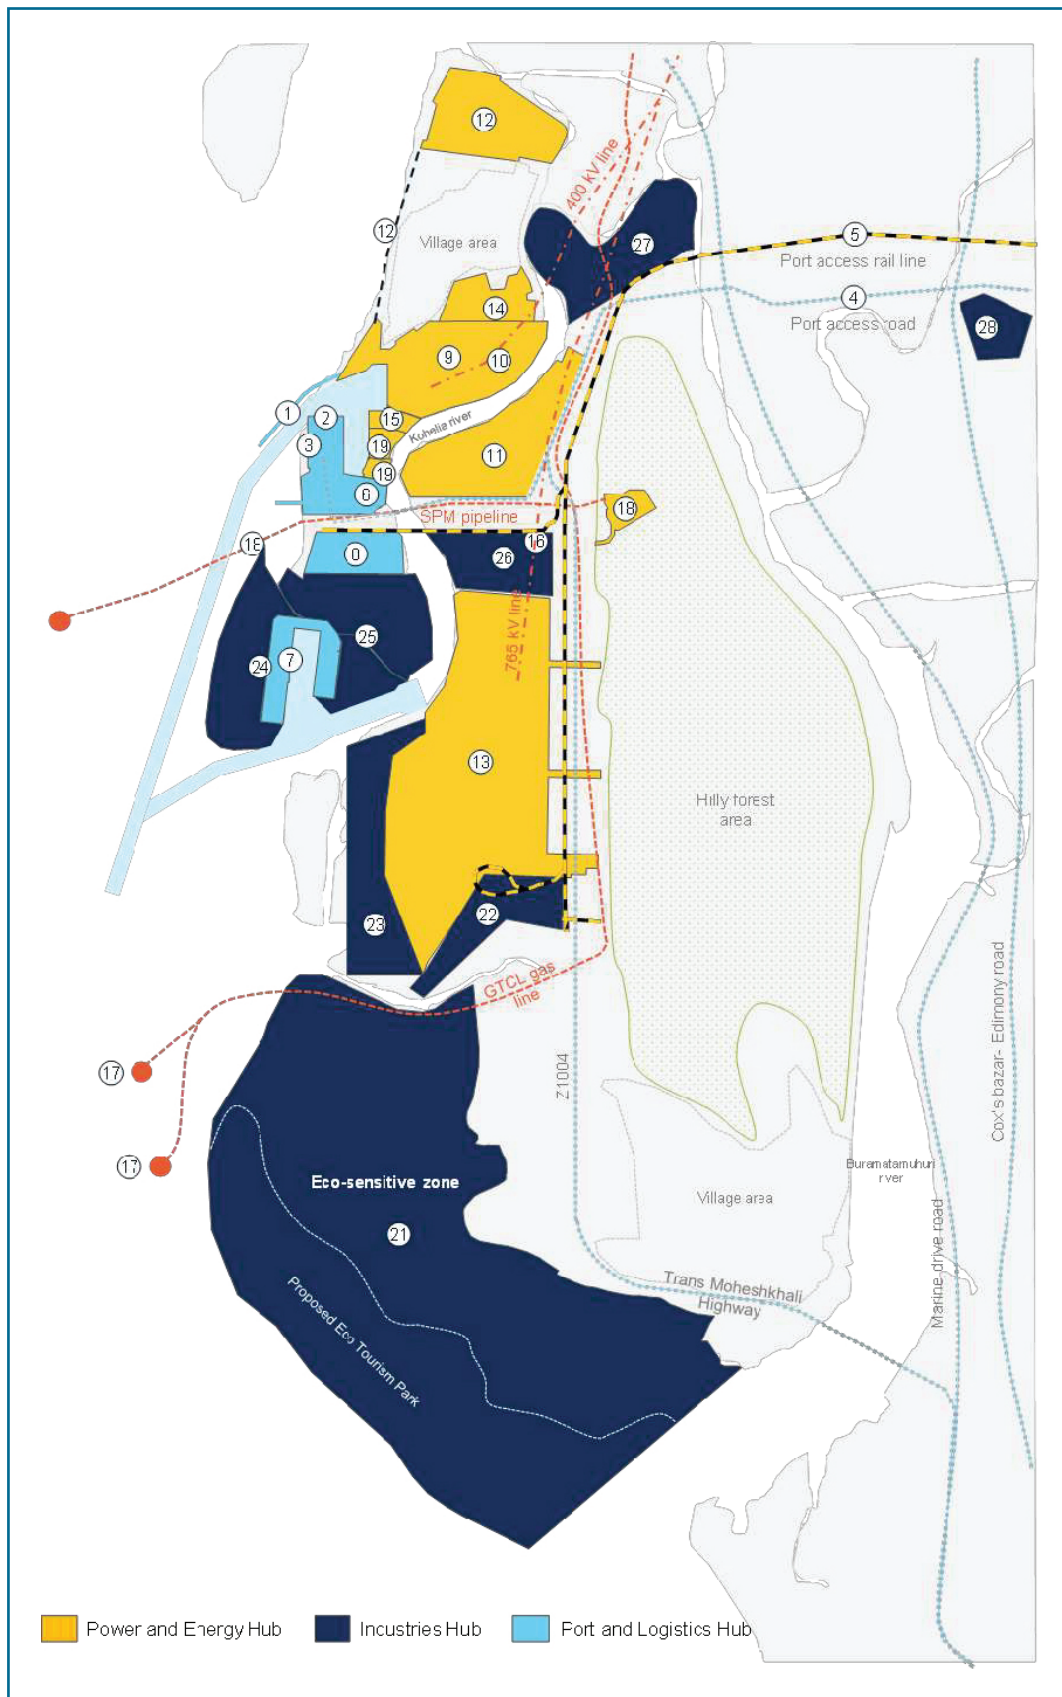 12
400 kV line
12
Village area
27
5
Port access rail line
4
Port access road
28
14
9
10
1
2
3
15
Kuhelia river
19
19
11
6
18
SPM pipeline
16
18
0
26
765 kV line
25
24
7
13
Hilly forest
area
23
22
GTCL gas
line
17
17
Z1004
Cox's bazar- Edimony road
Buramatamuhuri
river
Eco-sensitive zone
Village area
21
Marine drive road
Trans Moheshkhali
Highway
Proposed Eco Tourism Park
Power and Energy Hub
Incustries Hub
Port and Logistics Hub